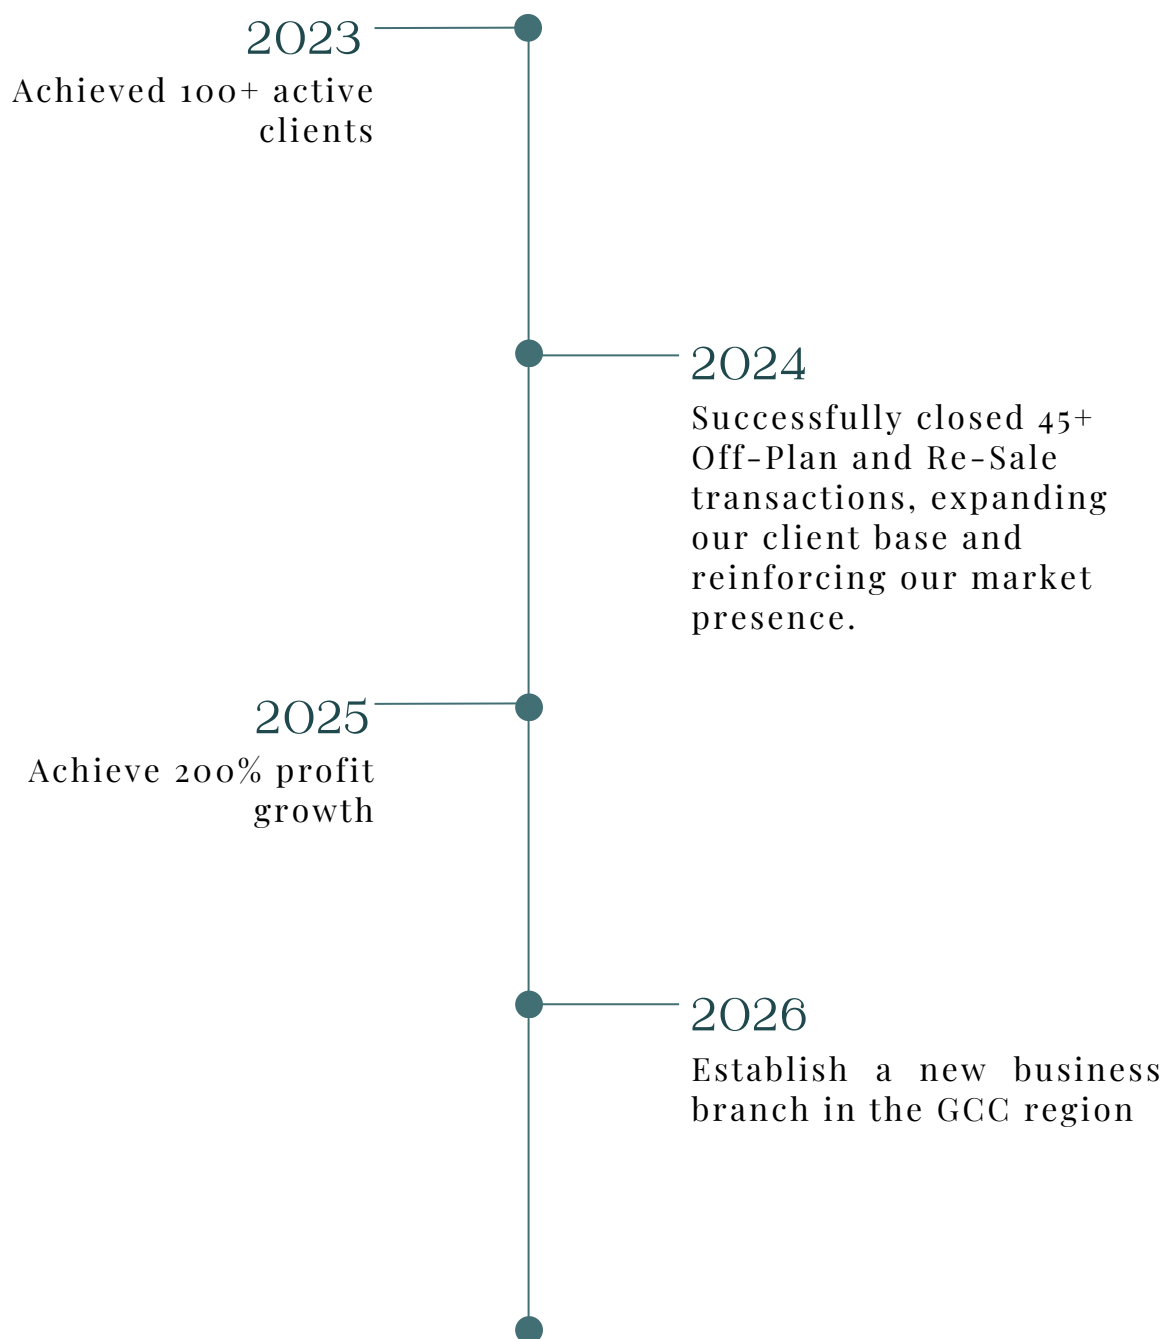 2023
Achieved 100+ active
clients
2024
Successfully closed 45+
Off-Plan and Re-Sale
transactions, expanding
our client base and
reinforcing our market
presence.
2025
Achieve 200% profit
growth
2026
Establish a new business
branch in the GCC region